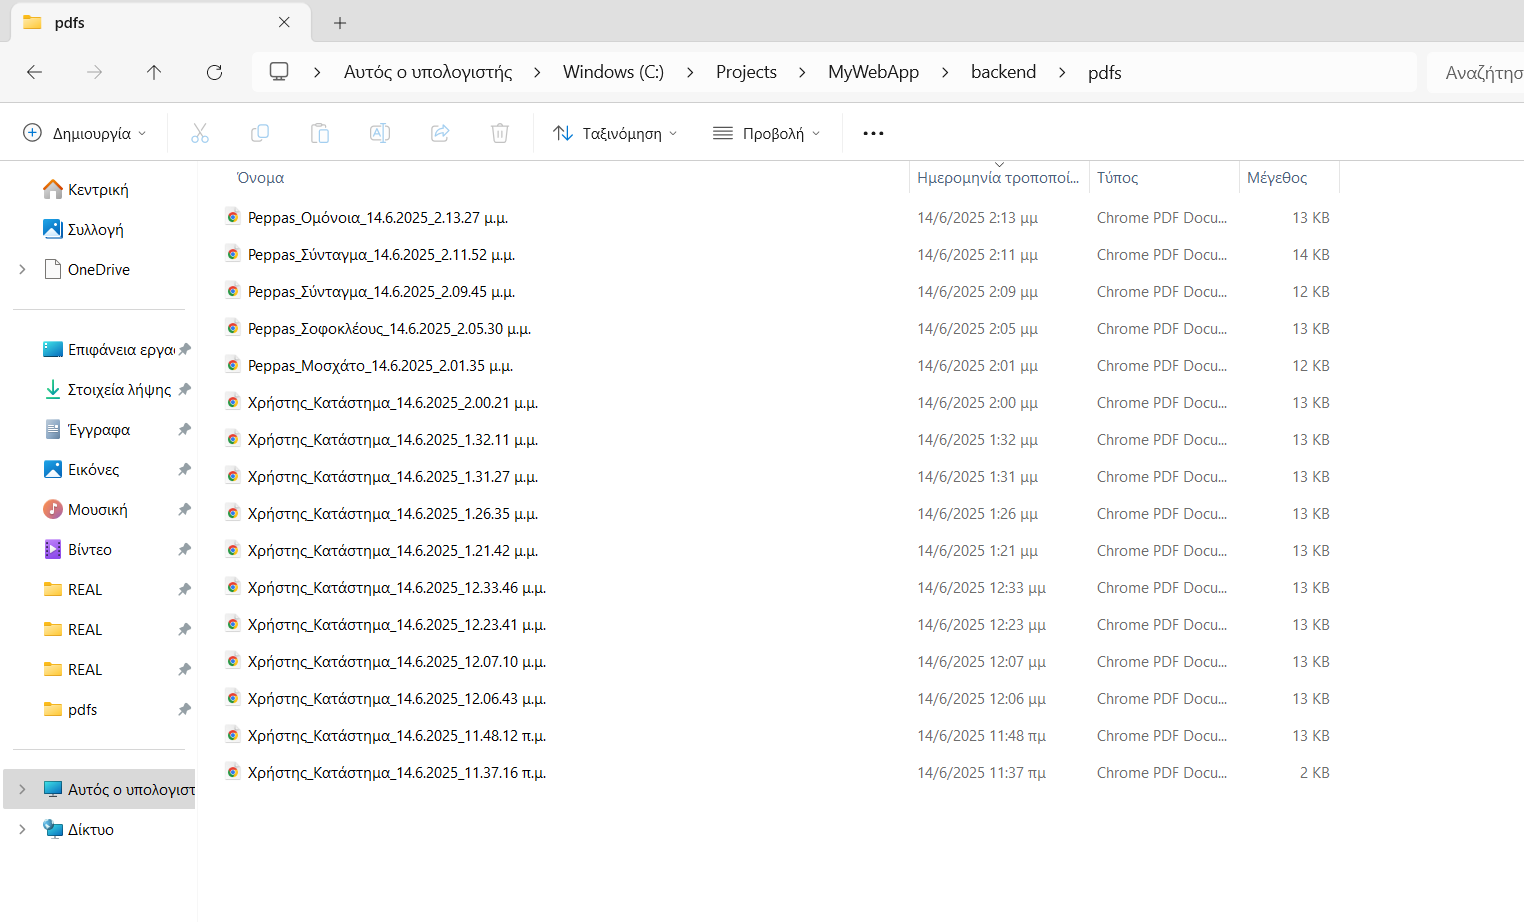 pdfs
Αυτός ο υπολογιστής > Windows (C:) > Projects > MyWebApp > backend > pdfs
Αναζήτησ
Δημιουργία
Ταξινόμηση
Προβολή
Κεντρική
Συλλογή
OneDrive
Επιφάνεια εργασ
Στοιχεία λήψης
Έγγραφα
Εικόνες
Μουσική
Βίντεο
REAL
REAL
REAL
pdfs
Αυτός ο υπολογιστ
Δίκτυο
Όνομα Ημερομηνία τροποποί... Τύπος Μέγεθος
Peppas_Ομόνοια_14.6.2025_2.13.27 μ.μ. 14/6/2025 2:13 μμ Chrome PDF Docu... 13 KB
Peppas_Σύνταγμα_14.6.2025_2.11.52 μ.μ. 14/6/2025 2:11 μμ Chrome PDF Docu... 14 KB
Peppas_Σύνταγμα_14.6.2025_2.09.45 μ.μ. 14/6/2025 2:09 μμ Chrome PDF Docu... 12 KB
Peppas_Σοφοκλέους_14.6.2025_2.05.30 μ.μ. 14/6/2025 2:05 μμ Chrome PDF Docu... 13 KB
Peppas_Μοσχάτο_14.6.2025_2.01.35 μ.μ. 14/6/2025 2:01 μμ Chrome PDF Docu... 12 KB
Χρήστης_Κατάστημα_14.6.2025_2.00.21 μ.μ. 14/6/2025 2:00 μμ Chrome PDF Docu... 13 KB
Χρήστης_Κατάστημα_14.6.2025_1.32.11 μ.μ. 14/6/2025 1:32 μμ Chrome PDF Docu... 13 KB
Χρήστης_Κατάστημα_14.6.2025_1.31.27 μ.μ. 14/6/2025 1:31 μμ Chrome PDF Docu... 13 KB
Χρήστης_Κατάστημα_14.6.2025_1.26.35 μ.μ. 14/6/2025 1:26 μμ Chrome PDF Docu... 13 KB
Χρήστης_Κατάστημα_14.6.2025_1.21.42 μ.μ. 14/6/2025 1:21 μμ Chrome PDF Docu... 13 KB
Χρήστης_Κατάστημα_14.6.2025_12.33.46 μ.μ. 14/6/2025 12:33 μμ Chrome PDF Docu... 13 KB
Χρήστης_Κατάστημα_14.6.2025_12.23.41 μ.μ. 14/6/2025 12:23 μμ Chrome PDF Docu... 13 KB
Χρήστης_Κατάστημα_14.6.2025_12.07.10 μ.μ. 14/6/2025 12:07 μμ Chrome PDF Docu... 13 KB
Χρήστης_Κατάστημα_14.6.2025_12.06.43 μ.μ. 14/6/2025 12:06 μμ Chrome PDF Docu... 13 KB
Χρήστης_Κατάστημα_14.6.2025_11.48.12 π.μ. 14/6/2025 11:48 πμ Chrome PDF Docu... 13 KB
Χρήστης_Κατάστημα_14.6.2025_11.37.16 π.μ. 14/6/2025 11:37 πμ Chrome PDF Docu... 2 KB